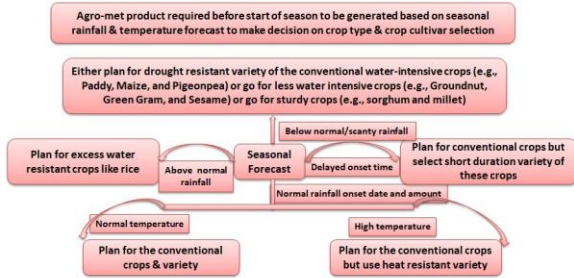 Agro-met product required before start of season to be generated based on seasonal
rainfall & temperature forecast to make decision on crop type & crop cultivar selection
Either plan for drought resistant variety of the conventional water-intensive crops (e.g.,
Paddy, Maize, and Pigeonpea) or go for less water intensive crops (e.g., Groundnut,
Green Gram, and Sesame) or go for sturdy crops (e.g., sorghum and millet)
Below normal/scanty rainfall
Plan for excess water
resistant crops like rice
Above normal
rainfall
Seasonal
Forecast
Delayed onset time
Plan for conventional crops but
select short duration variety of
these crops
Normal rainfall onset date and amount
Normal temperature
High temperature
Plan for the conventional
crops & variety
Plan for the conventional crops
but use heat resistant variety